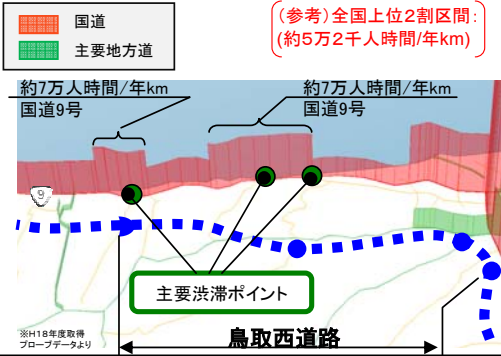 国道
主要地方道
(参考)全国上位2割区間:
(約5万2千人時間/年km)
約7万人時間/年km
国道9号
約7万人時間/年km
国道9号
9
主要渋滞ポイント
※H18年度取得
プローブデータより
鳥取西道路